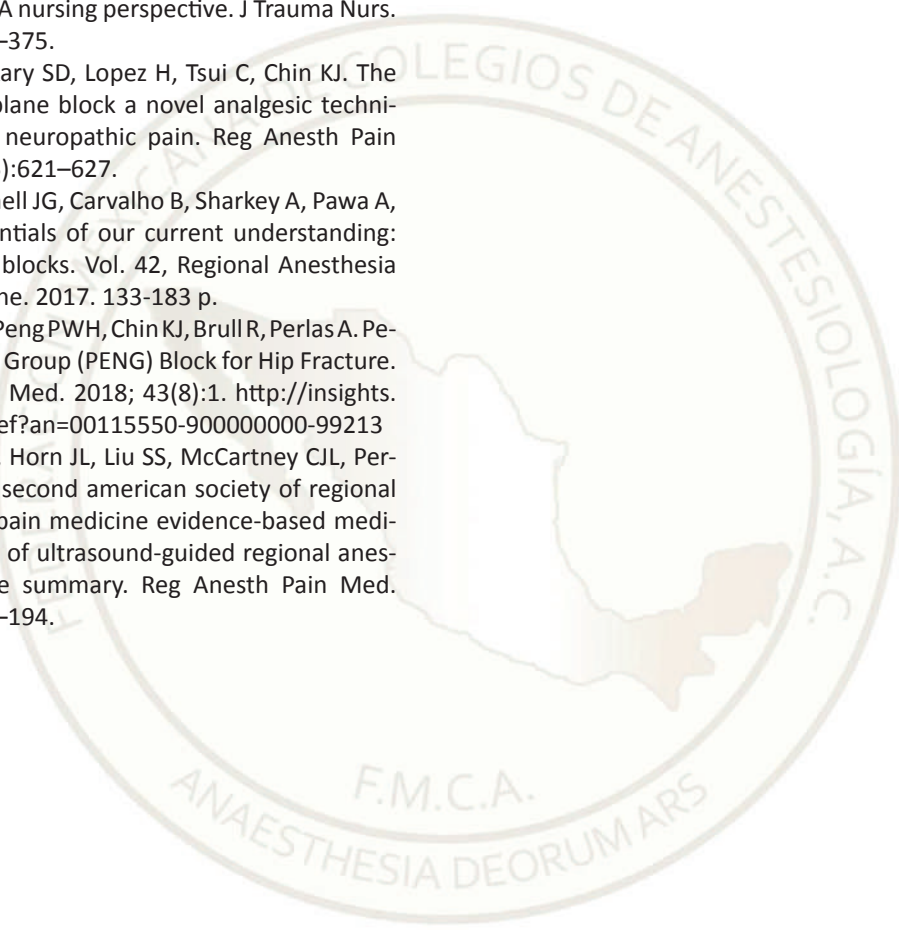 A nursing perspective. J Trauma Nurs.
–375.
ary SD, Lopez H, Tsui C, Chin KJ. The
plane block a novel analgesic techni-
neuropathic pain. Reg Anesth Pain
):621–627.
ell JG, Carvalho B, Sharkey A, Pawa A,
ntials of our current understanding:
blocks. Vol. 42, Regional Anesthesia
ne. 2017. 133-183 p.
Peng PWH, Chin KJ, Brull R, Perlas A. Pe-
Group (PENG) Block for Hip Fracture.
Med. 2018; 43(8):1. http://insights.
ef?an=00115550-900000000-99213
Horn JL, Liu SS, McCartney CJL, Per-
second american society of regional
pain medicine evidence-based medi-
of ultrasound-guided regional anes-
e summary. Reg Anesth Pain Med.
–194.
MEXICANA DE COLEGIOS DE ANESTESIOLOGÍA, A.C.
F.M.C.A.
ANAESTHESIA DEORUM ARS